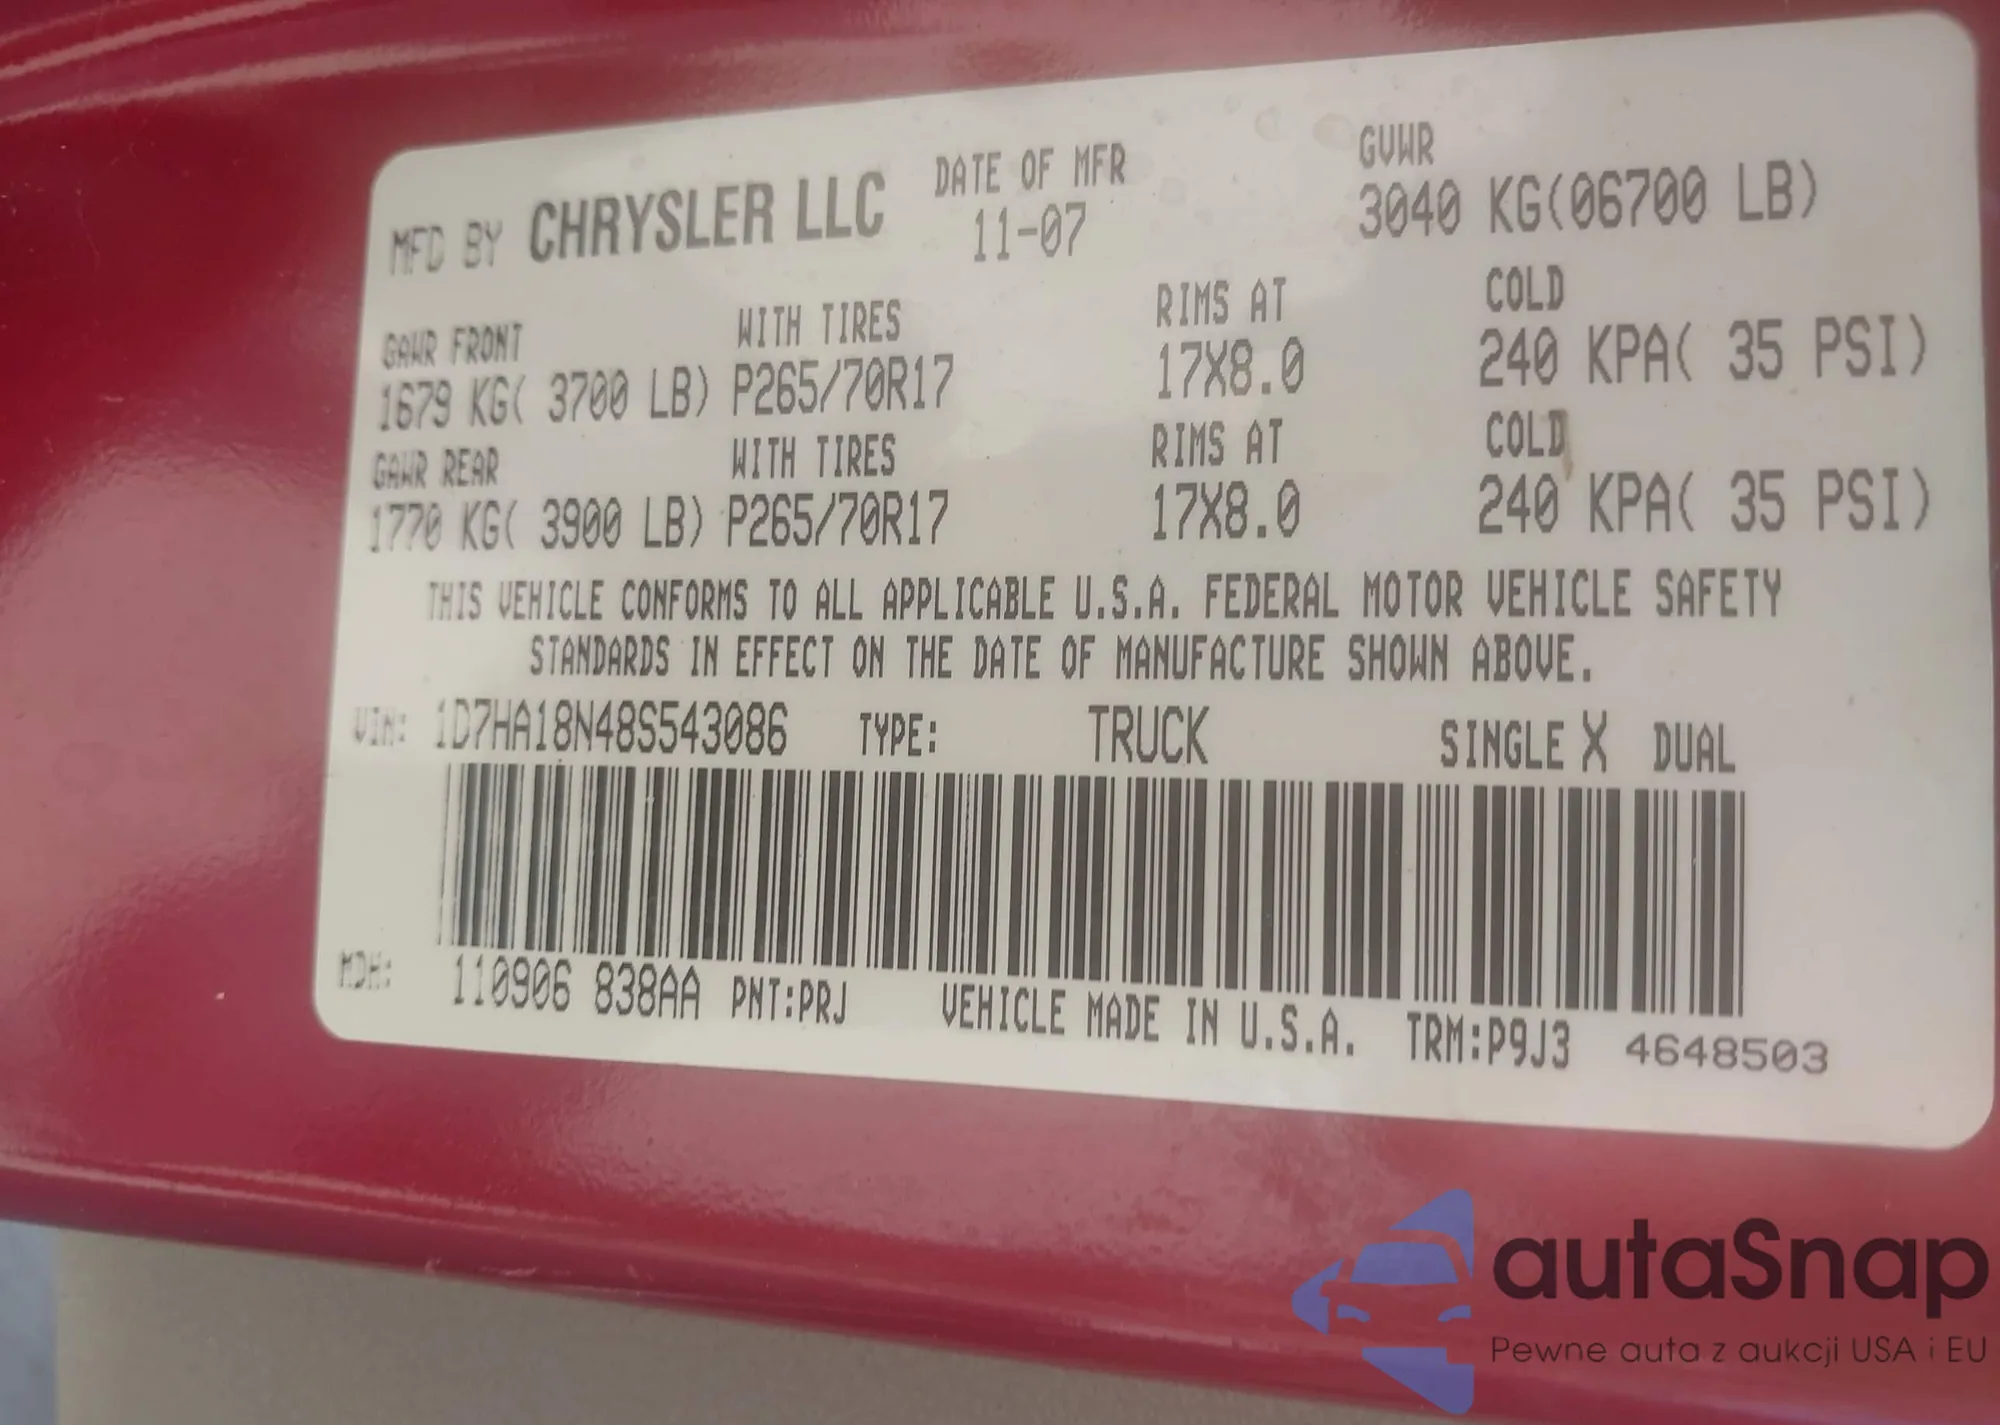 MFD BY CHRYSLER LLC DATE OF MFR 11-07 GVWR 3040 KG(06700 LB)
GAWR FRONT WITH TIRES RIMS AT COLD
1679 KG( 3700 LB) P265/70R17 17X8.0 240 KPA( 35 PSI)
GAWR REAR WITH TIRES RIMS AT COLD
1770 KG( 3900 LB) P265/70R17 17X8.0 240 KPA( 35 PSI)
THIS VEHICLE CONFORMS TO ALL APPLICABLE U.S.A. FEDERAL MOTOR VEHICLE SAFETY
STANDARDS IN EFFECT ON THE DATE OF MANUFACTURE SHOWN ABOVE.
VIN: 1D7HA18N48S543086 TYPE: TRUCK SINGLE X DUAL
MDH: 110906 838AA PNT:PRJ VEHICLE MADE IN U.S.A. TRM:P9J3 4648503
autaSnap
Pewne auta z aukcji USA i EU